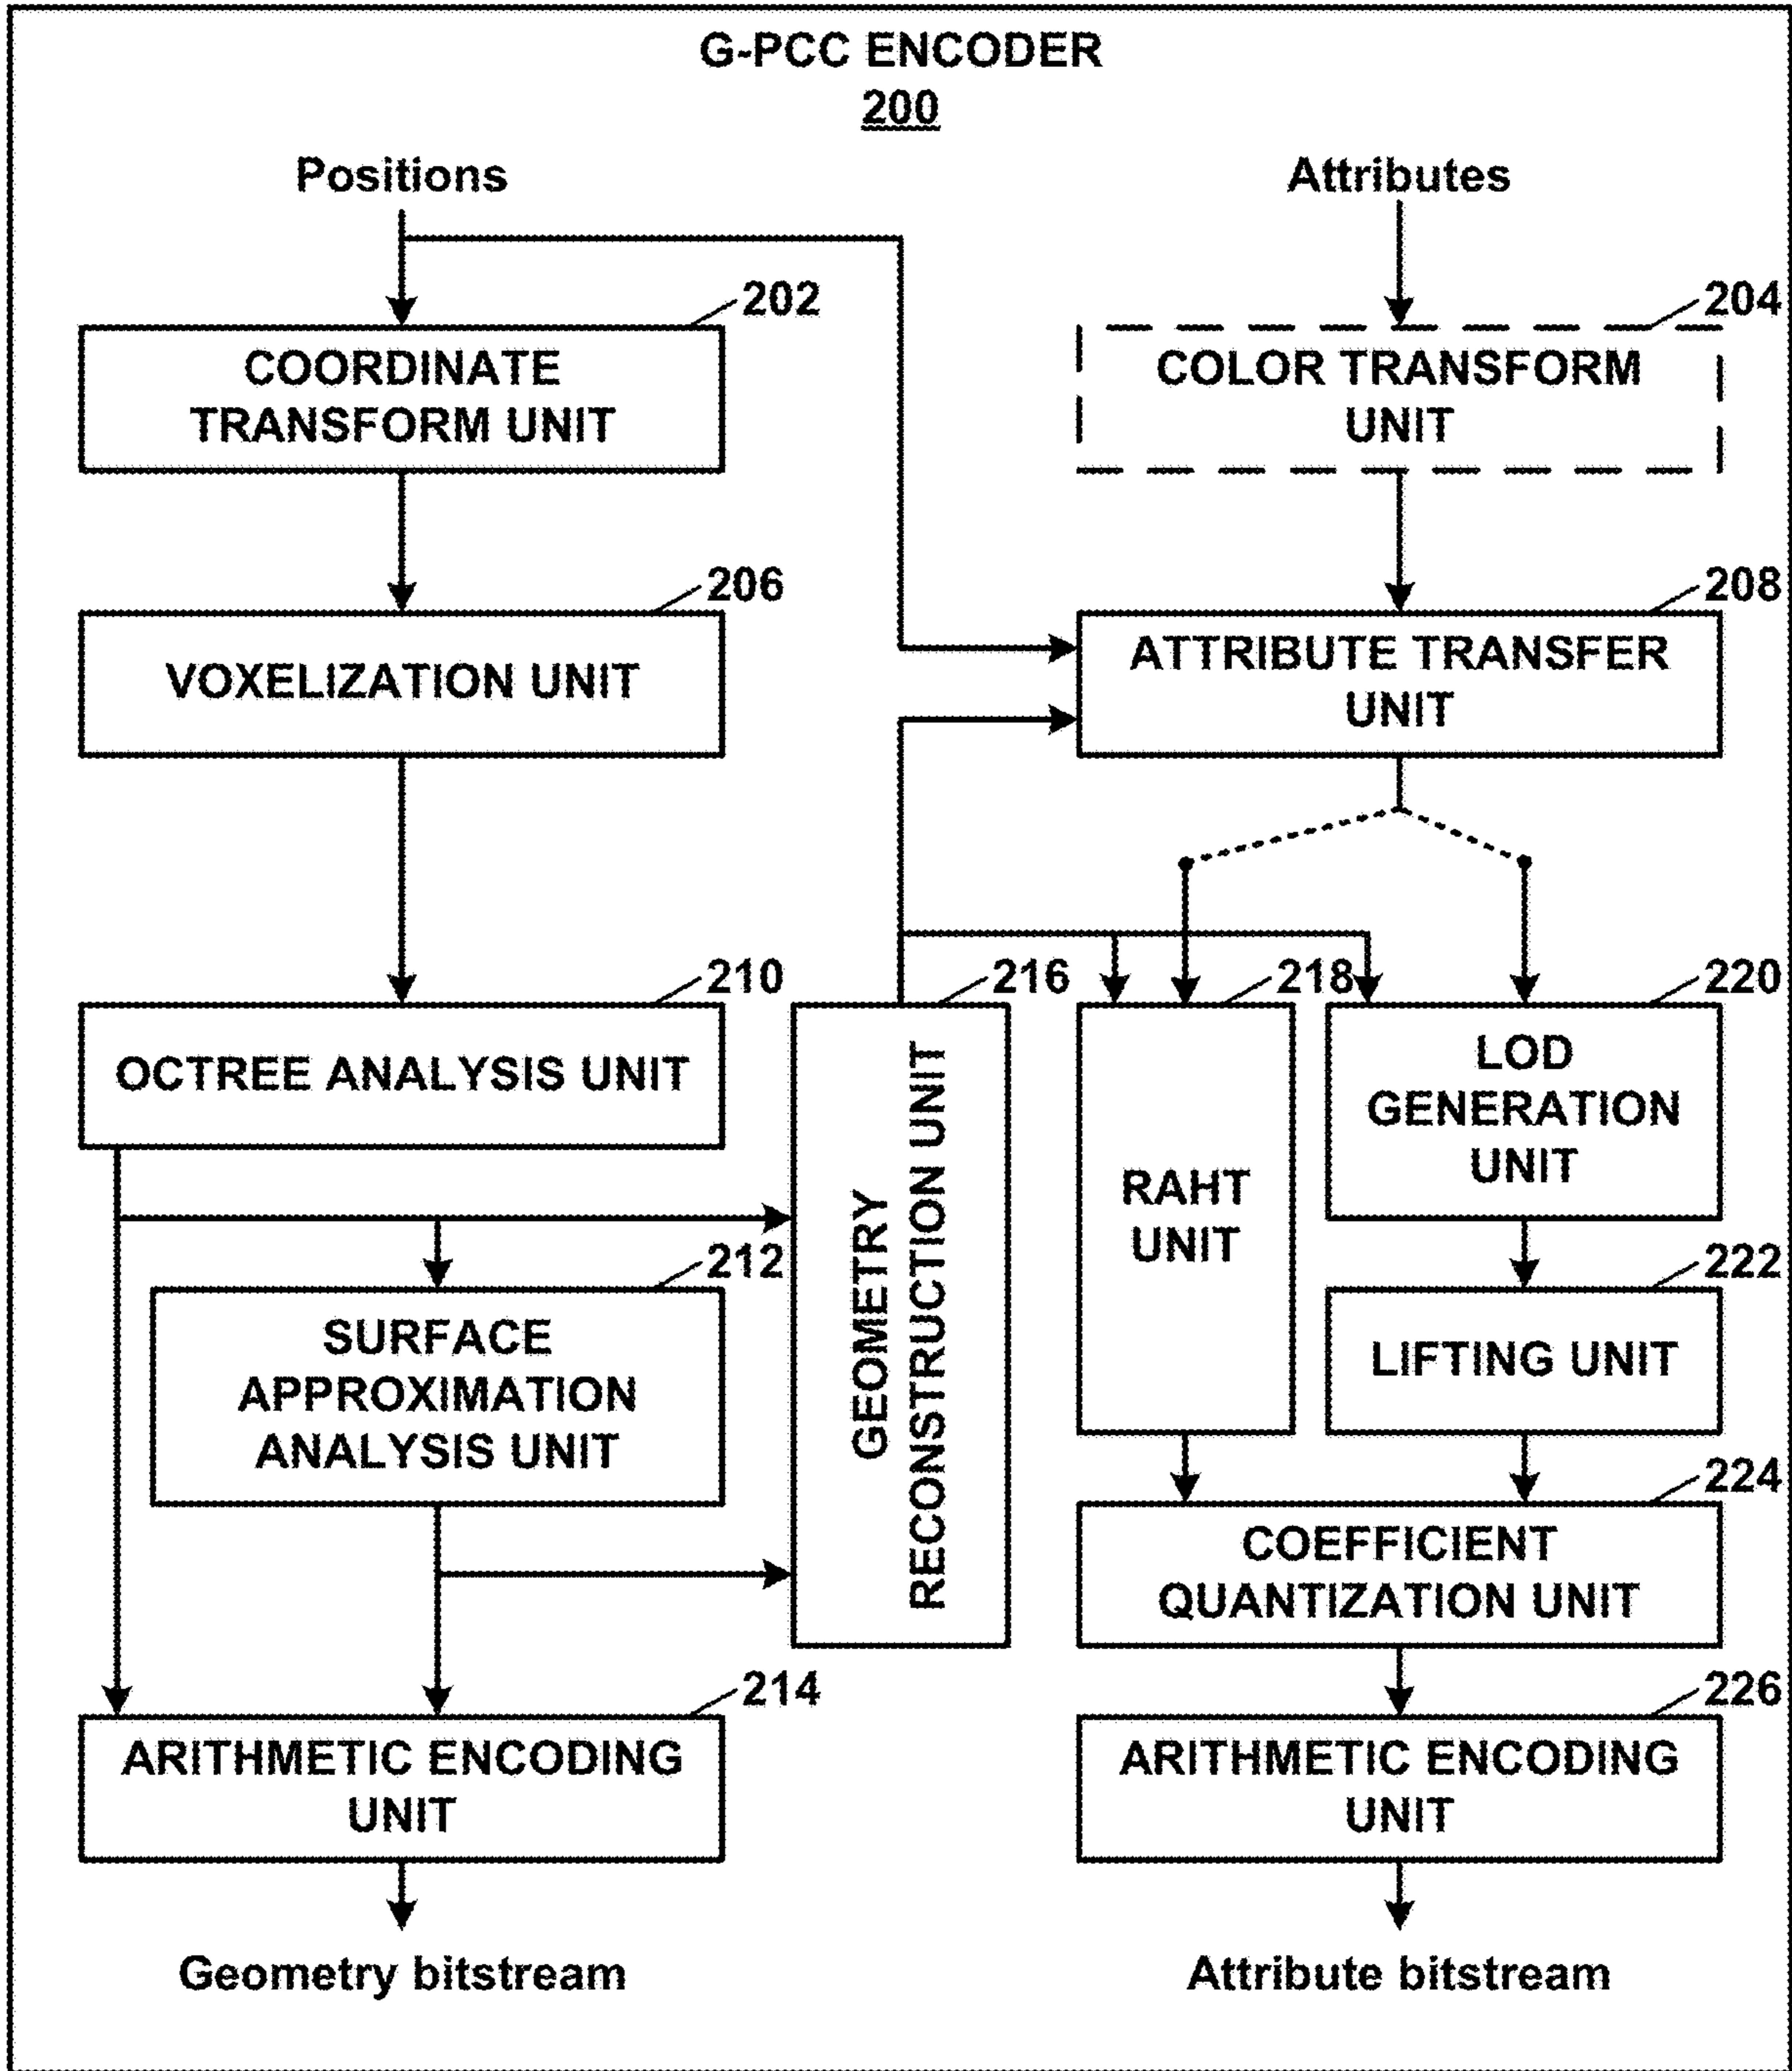 G-PCC ENCODER
200
Positions
Attributes
202
COORDINATE
TRANSFORM UNIT
204
COLOR TRANSFORM
UNIT
206
VOXELIZATION UNIT
208
ATTRIBUTE TRANSFER
UNIT
210
OCTREE ANALYSIS UNIT
216
GEOMETRY
RECONSTRUCTION UNIT
218
RAHT
UNIT
220
LOD
GENERATION
UNIT
212
SURFACE
APPROXIMATION
ANALYSIS UNIT
222
LIFTING UNIT
224
COEFFICIENT
QUANTIZATION UNIT
214
ARITHMETIC ENCODING
UNIT
226
ARITHMETIC ENCODING
UNIT
Geometry bitstream
Attribute bitstream